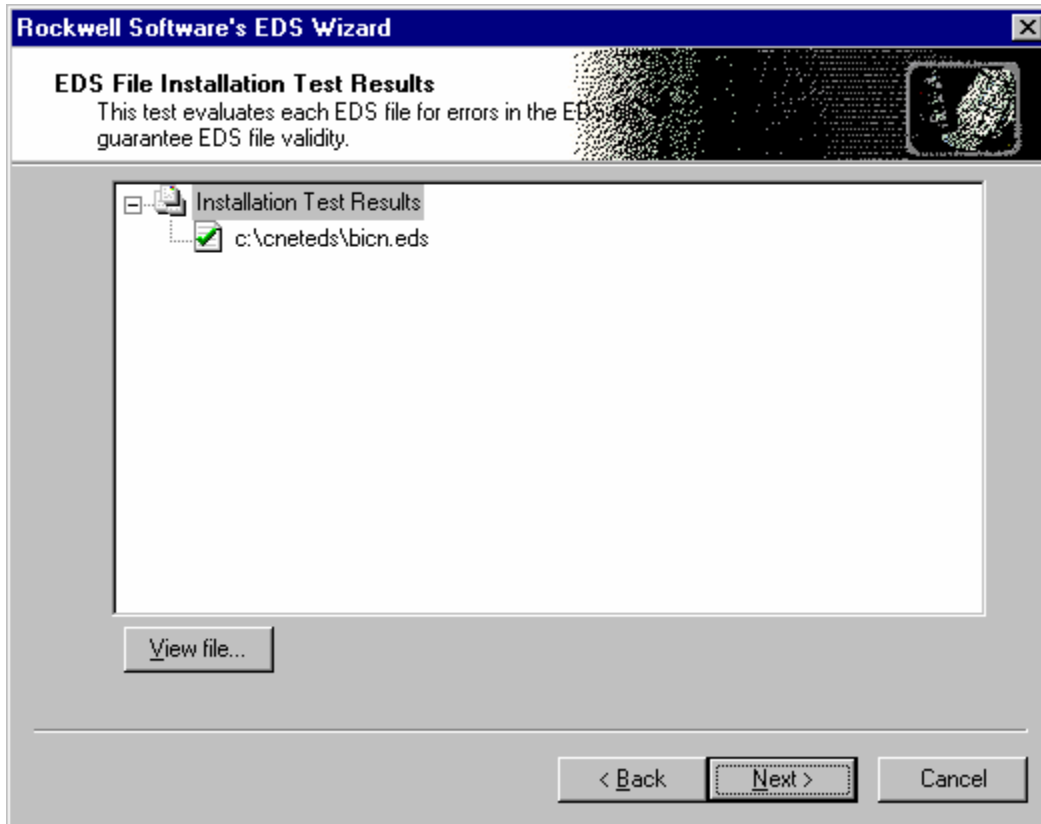 Rockwell Software's EDS Wizard
EDS File Installation Test Results
This test evaluates each EDS file for errors in the EDS
guarantee EDS file validity.
Installation Test Results
c:\cneteds\bicn.eds
View file...
< Back
Next >
Cancel